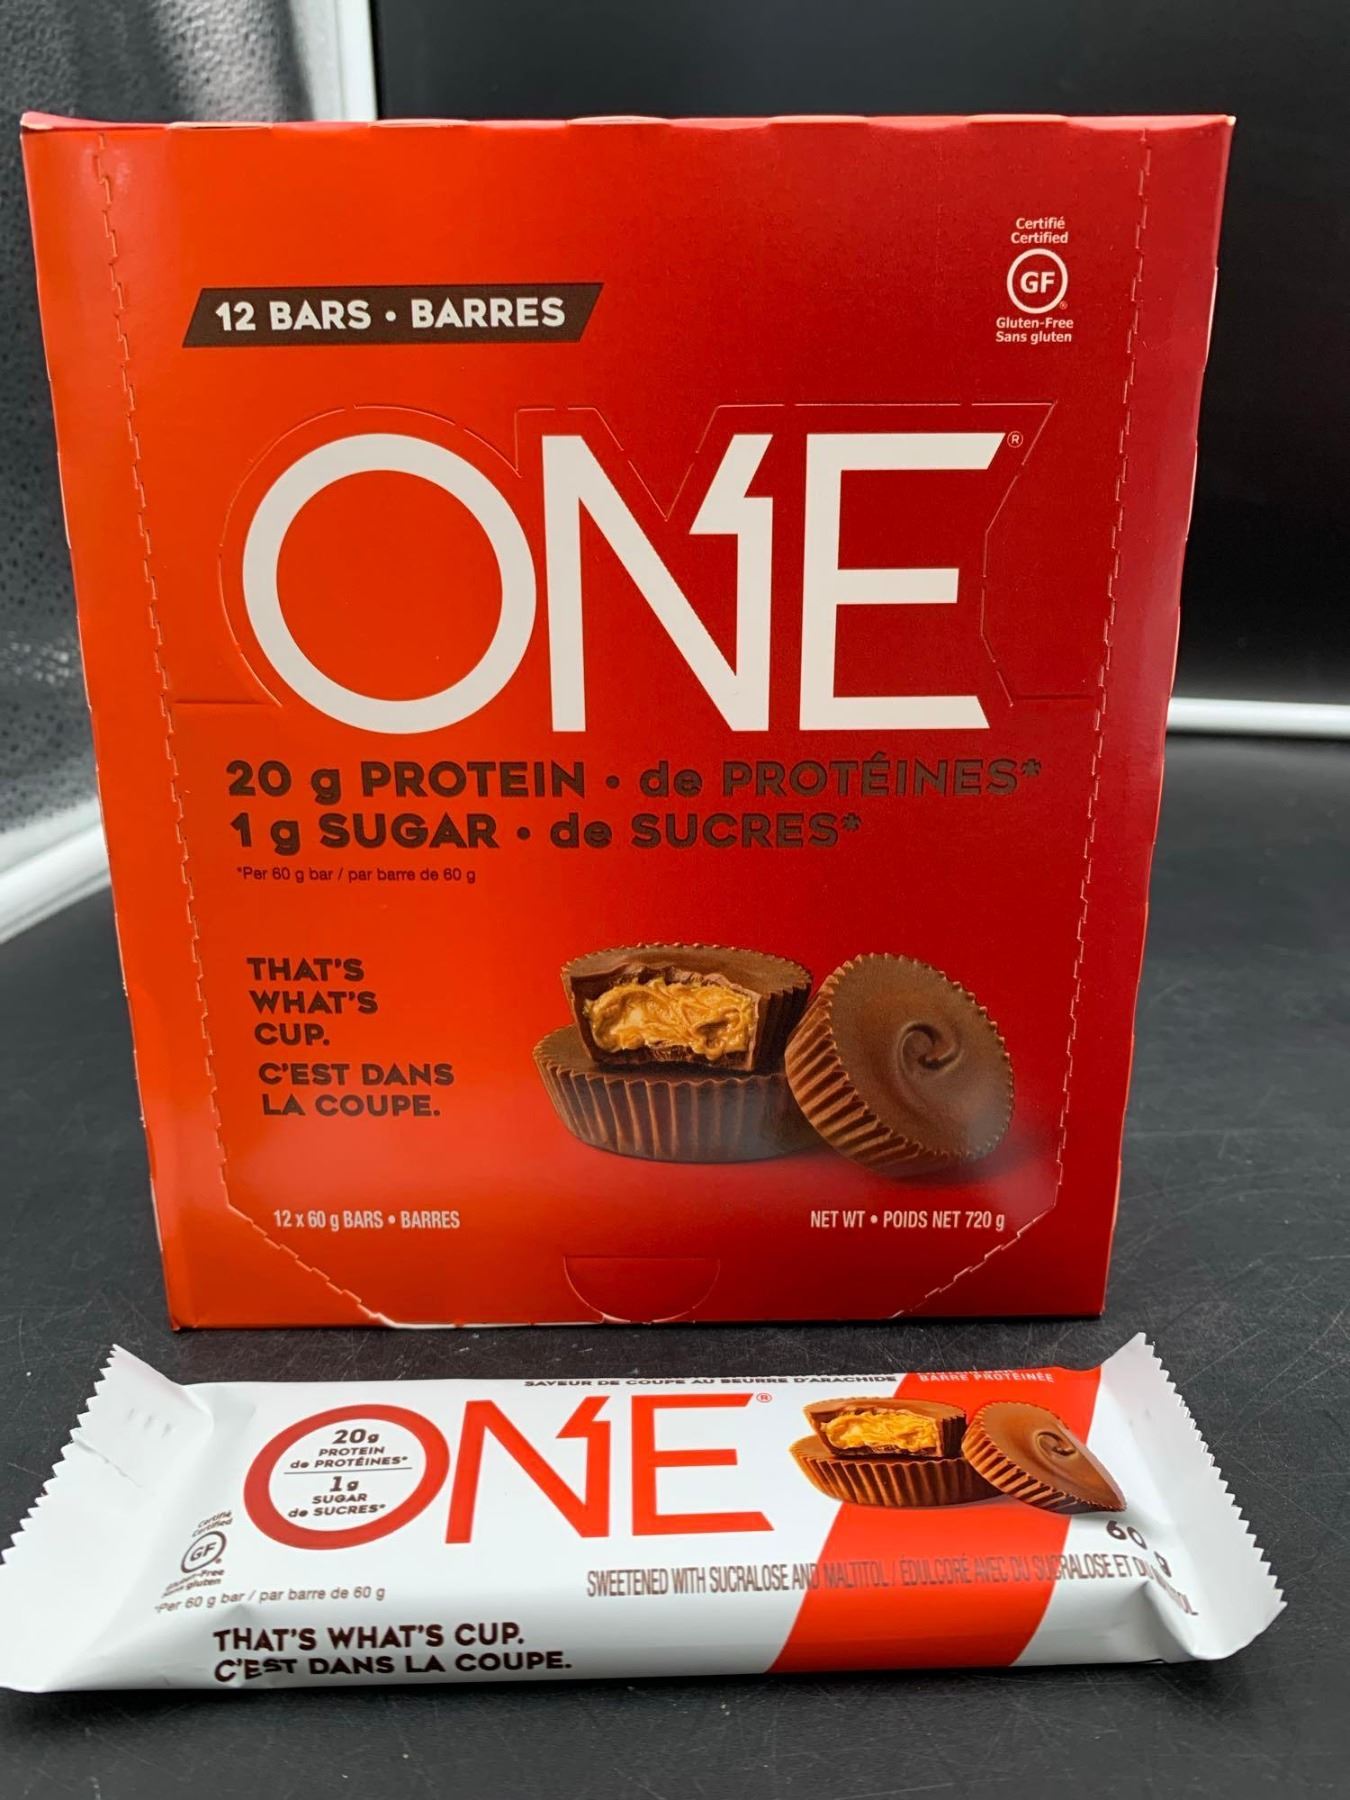 Certifié
Certified
GF®
Gluten-Free
Sans gluten
12 BARS • BARRES
ONE®
20 g PROTEIN • de PROTÉINES*
1 g SUGAR • de SUCRES*
*Per 60 g bar / par barre de 60 g
THAT'S
WHAT'S
CUP.
C'EST DANS
LA COUPE.
12 x 60 g BARS • BARRES
NET WT • POIDS NET 720 g
SAVEUR DE COUPE AU BEURRE D'ARACHIDE
BARRE PROTÉINÉE
ONE®
20g
PROTEIN
de PROTÉINES*
1g
SUGAR
de SUCRES*
Certifié
Certified
GF
Free
gluten
*Per 60 g bar / par barre de 60 g
60 g
SWEETENED WITH SUCRALOSE AND MALTITOL / ÉDULCORÉ AVEC DU SUCRALOSE ET DU
THAT'S WHAT'S CUP.
C'EST DANS LA COUPE.